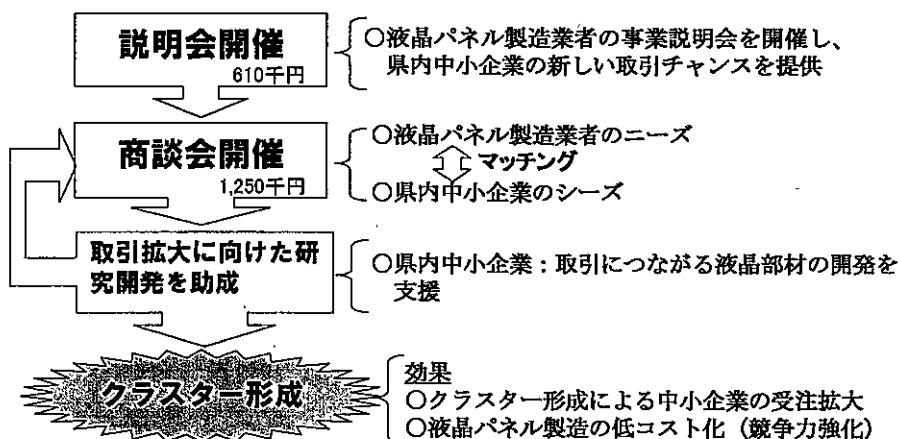 説明会開催
610千円
○液晶パネル製造業者の事業説明会を開催し、
県内中小企業の新しい取引チャンスを提供
商談会開催
1,250千円
○液晶パネル製造業者のニーズ
マッチング
○県内中小企業のシーズ
取引拡大に向けた研
究開発を助成
○県内中小企業：取引につながる液晶部材の開発を
支援
クラスター形成
効果
○クラスター形成による中小企業の受注拡大
○液晶パネル製造の低コスト化（競争力強化）